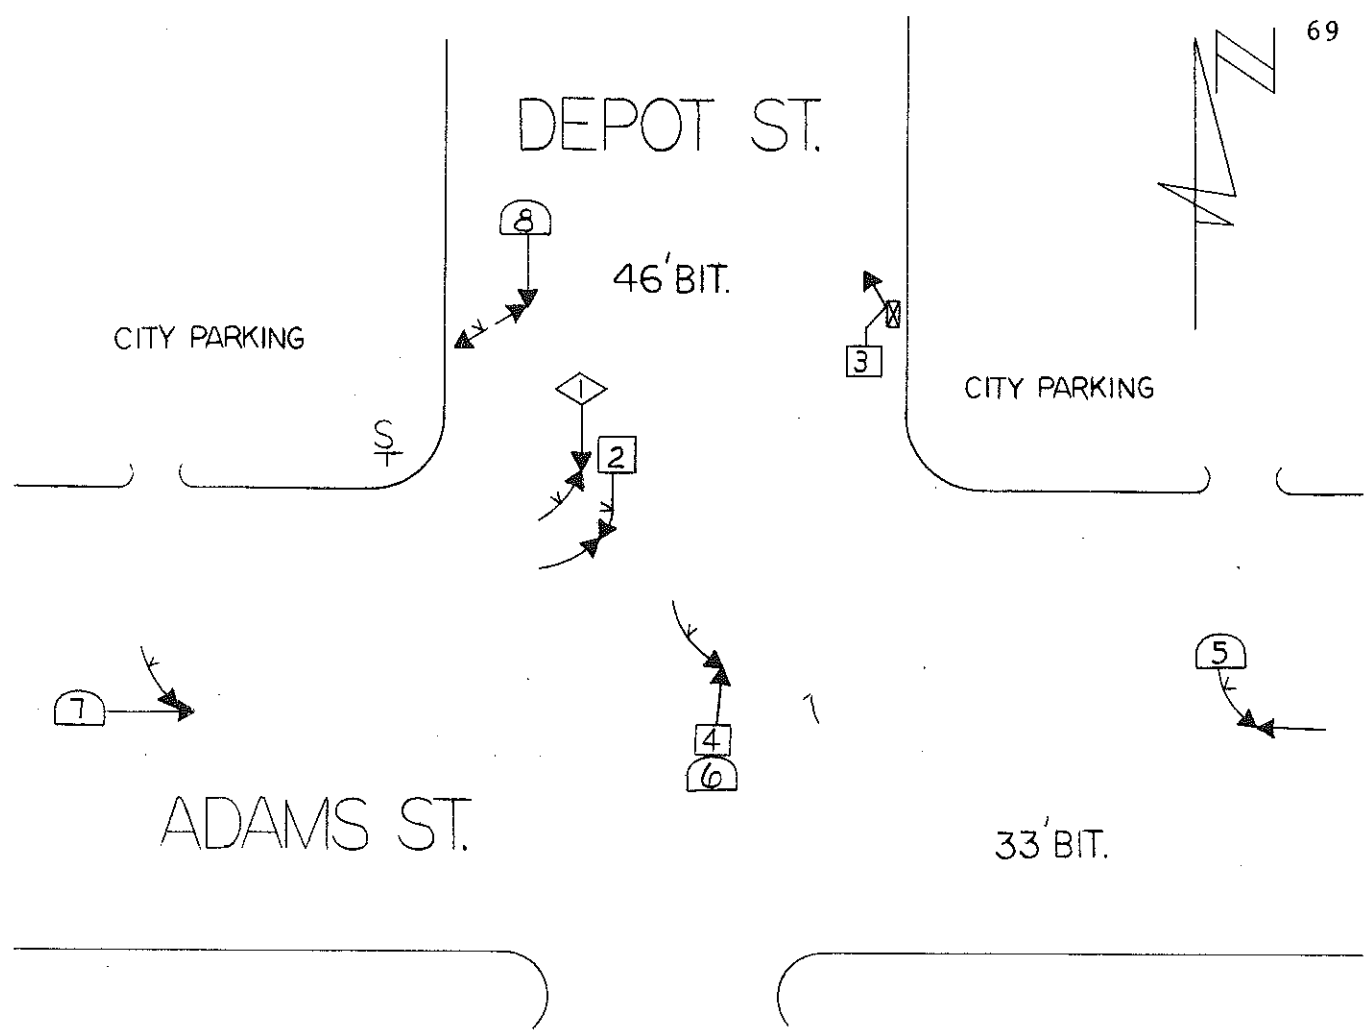 69
N
DEPOT ST.
8
46' BIT.
CITY PARKING
3
1
CITY PARKING
S
2
5
7
4
6
ADAMS ST.
33' BIT.